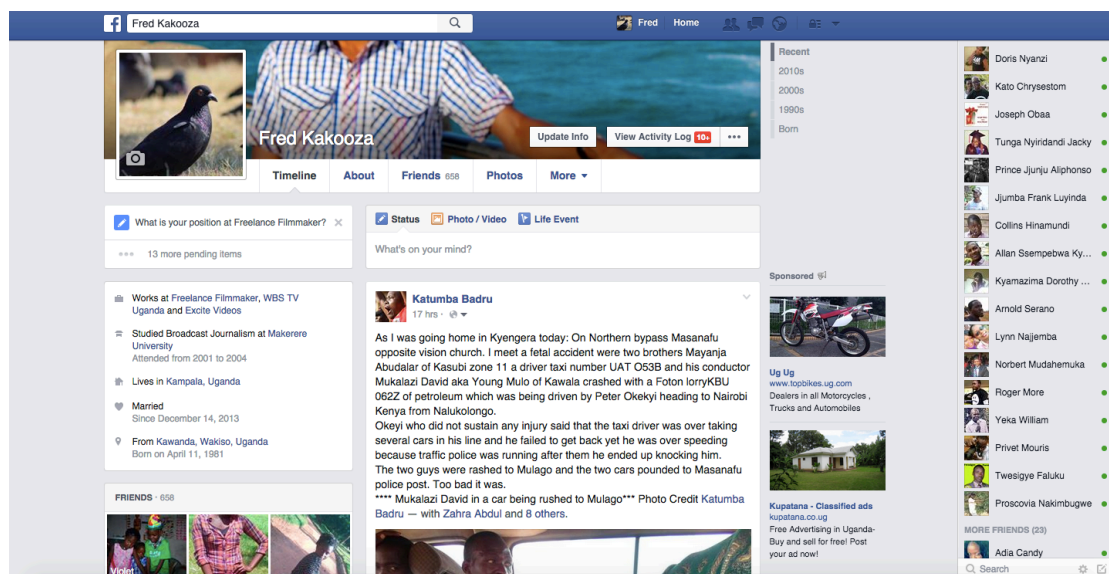 Fred Kakooza
Fred
Home
Fred Kakooza
Update Info
View Activity Log 10+
Timeline
About
Friends 658
Photos
More
Recent
2010s
2000s
1990s
Born
What is your position at Freelance Filmmaker?
13 more pending items
Works at Freelance Filmmaker, WBS TV
Uganda and Excite Videos
Studied Broadcast Journalism at Makerere
University
Attended from 2001 to 2004
Lives in Kampala, Uganda
Married
Since December 14, 2013
From Kawanda, Wakiso, Uganda
Born on April 11, 1981
FRIENDS · 658
Violet
Status
Photo / Video
Life Event
What's on your mind?
Katumba Badru
17 hrs ·
As I was going home in Kyengera today: On Northern bypass Masanafu
opposite vision church. I meet a fetal accident were two brothers Mayanja
Abudalar of Kasubi zone 11 a driver taxi number UAT O53B and his conductor
Mukalazi David aka Young Mulo of Kawala crashed with a Foton lorryKBU
062Z of petroleum which was being driven by Peter Okekyi heading to Nairobi
Kenya from Nalukolongo.
Okeyi who did not sustain any injury said that the taxi driver was over taking
several cars in his line and he failed to get back yet he was over speeding
because traffic police was running after them he ended up knocking him.
The two guys were rashed to Mulago and the two cars pounded to Masanafu
police post. Too bad it was.
**** Mukalazi David in a car being rushed to Mulago*** Photo Credit Katumba
Badru — with Zahra Abdul and 8 others.
Sponsored
Ug Ug
www.topbikes.ug.com
Dealers in all Motorcycles ,
Trucks and Automobiles
Kupatana - Classified ads
kupatana.co.ug
Free Advertising in Uganda-
Buy and sell for free! Post
your ad now!
Doris Nyanzi
Kato Chrysestom
Joseph Obaa
Tunga Nyiridandi Jacky
Prince Jjunju Aliphonso
Jjumba Frank Luyinda
Collins Hinamundi
Allan Ssempebwa Ky...
Kyamazima Dorothy ...
Arnold Serano
Lynn Najjemba
Norbert Mudahemuka
Roger More
Yeka William
Privet Mouris
Twesigye Faluku
Proscovia Nakimbugwe
MORE FRIENDS (23)
Adia Candy
Search